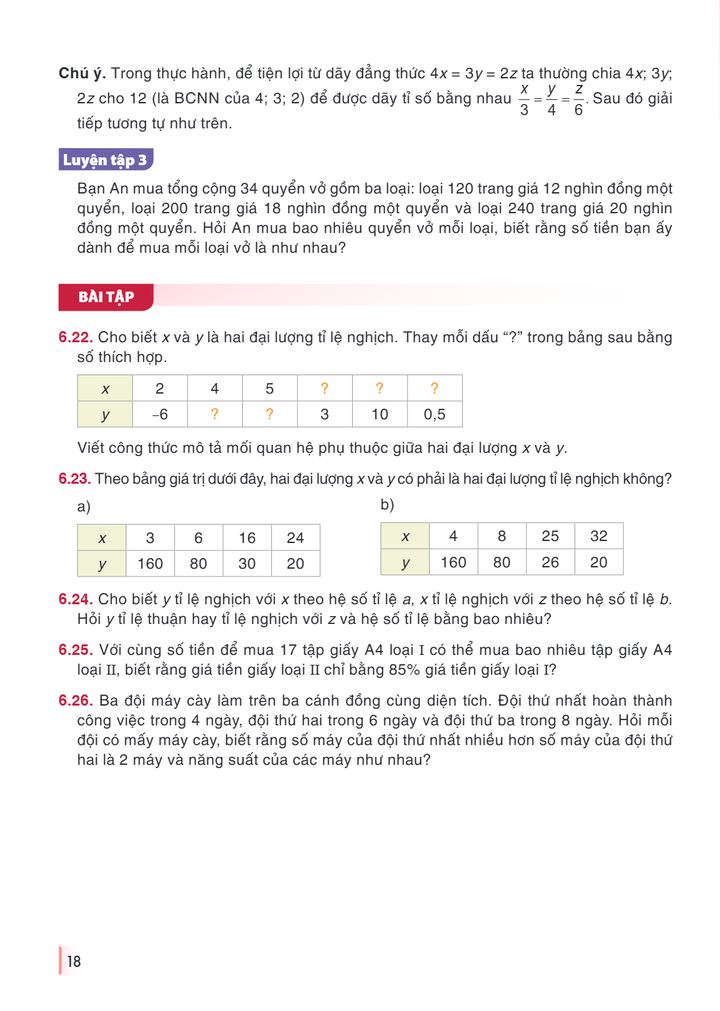 Chú ý. Trong thực hành, để tiện lợi từ dãy đẳng thức 4x = 3y = 2z ta thường chia 4x; 3y;
2z cho 12 (là BCNN của 4; 3; 2) để được dãy tỉ số bằng nhau x/3 = y/4 = z/6. Sau đó giải
tiếp tương tự như trên.
Luyện tập 3
Bạn An mua tổng cộng 34 quyển vở gồm ba loại: loại 120 trang giá 12 nghìn đồng một
quyển, loại 200 trang giá 18 nghìn đồng một quyển và loại 240 trang giá 20 nghìn
đồng một quyển. Hỏi An mua bao nhiêu quyển vở mỗi loại, biết rằng số tiền bạn ấy
dành để mua mỗi loại vở là như nhau?
BÀI TẬP
6.22. Cho biết x và y là hai đại lượng tỉ lệ nghịch. Thay mỗi dấu “?” trong bảng sau bằng
số thích hợp.
x 2 4 5 ? ? ?
y –6 ? ? 3 10 0,5
Viết công thức mô tả mối quan hệ phụ thuộc giữa hai đại lượng x và y.
6.23. Theo bảng giá trị dưới đây, hai đại lượng x và y có phải là hai đại lượng tỉ lệ nghịch không?
a)
x 3 6 16 24
y 160 80 30 20
b)
x 4 8 25 32
y 160 80 26 20
6.24. Cho biết y tỉ lệ nghịch với x theo hệ số tỉ lệ a, x tỉ lệ nghịch với z theo hệ số tỉ lệ b.
Hỏi y tỉ lệ thuận hay tỉ lệ nghịch với z và hệ số tỉ lệ bằng bao nhiêu?
6.25. Với cùng số tiền để mua 17 tập giấy A4 loại I có thể mua bao nhiêu tập giấy A4
loại II, biết rằng giá tiền giấy loại II chỉ bằng 85% giá tiền giấy loại I?
6.26. Ba đội máy cày làm trên ba cánh đồng cùng diện tích. Đội thứ nhất hoàn thành
công việc trong 4 ngày, đội thứ hai trong 6 ngày và đội thứ ba trong 8 ngày. Hỏi mỗi
đội có mấy máy cày, biết rằng số máy của đội thứ nhất nhiều hơn số máy của đội thứ
hai là 2 máy và năng suất của các máy như nhau?
18